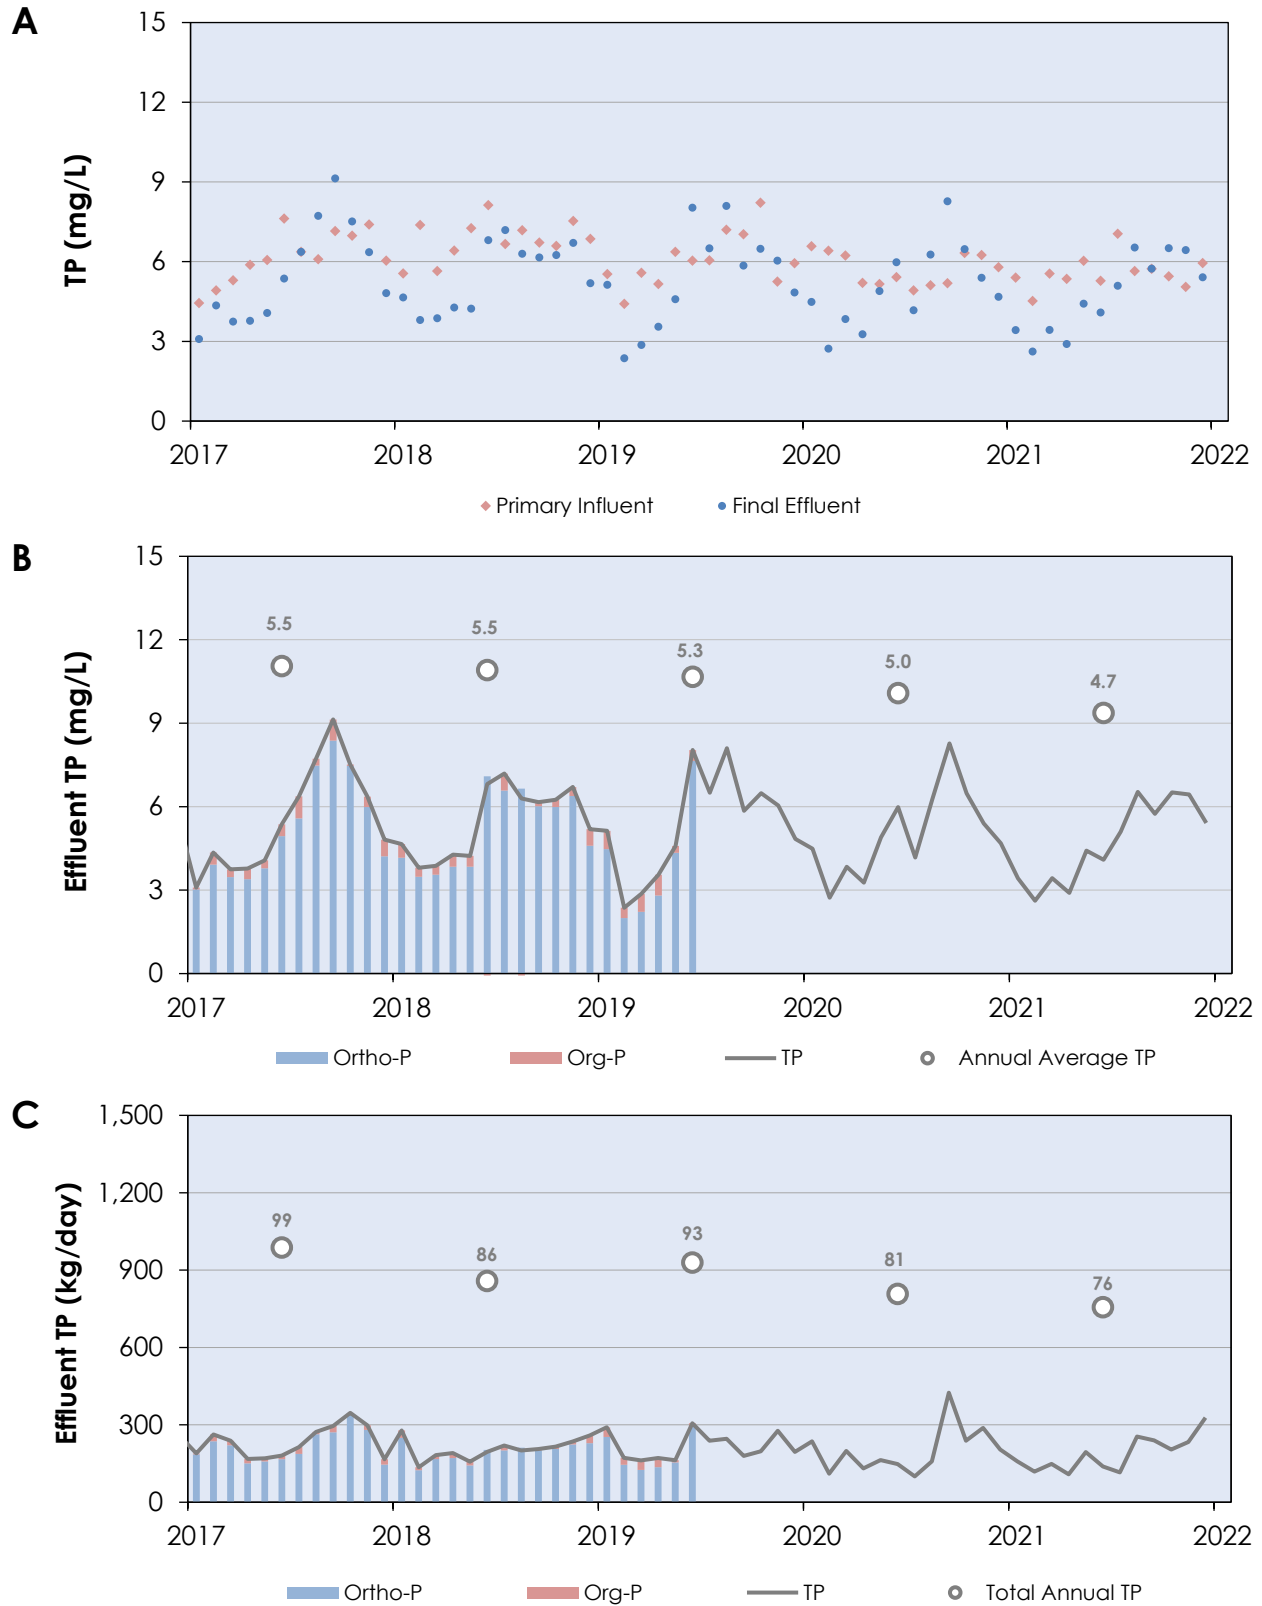 A
15
12
9
6
3
0
TP (mg/L)
2017 2018 2019 2020 2021 2022
Primary Influent Final Effluent
B
15
12
9
6
3
0
Effluent TP (mg/L)
5.5 5.5 5.3 5.0 4.7
2017 2018 2019 2020 2021 2022
Ortho-P Org-P TP Annual Average TP
C
1,500
1,200
900
600
300
0
Effluent TP (kg/day)
99 86 93 81 76
2017 2018 2019 2020 2021 2022
Ortho-P Org-P TP Total Annual TP